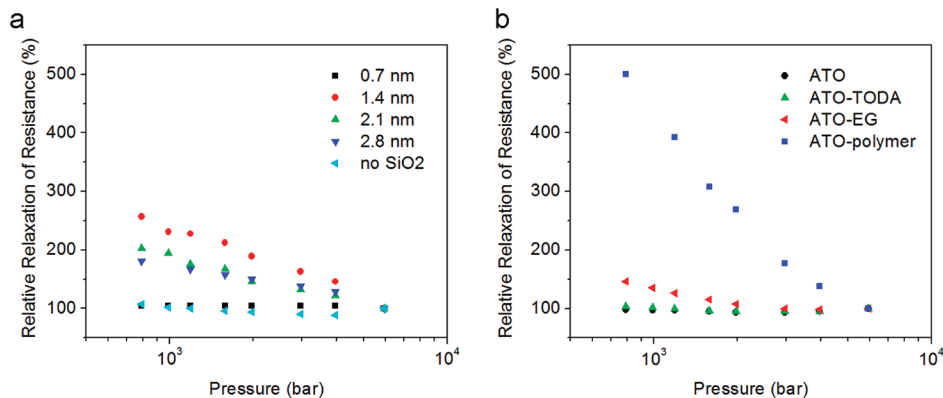 a
Relative Relaxation of Resistance (%)
500
400
300
200
100
10³
10⁴
Pressure (bar)
0.7 nm
1.4 nm
2.1 nm
2.8 nm
no SiO2
b
Relative Relaxation of Resistance (%)
500
400
300
200
100
10³
10⁴
Pressure (bar)
ATO
ATO-TODA
ATO-EG
ATO-polymer